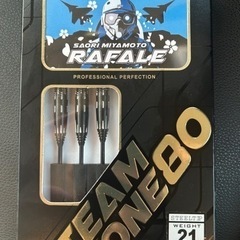 SAORI MIYAMOTO
RAFALE
PROFESSIONAL PERFECTION
TEAM
ONE80
STEELTIP
WEIGHT
21